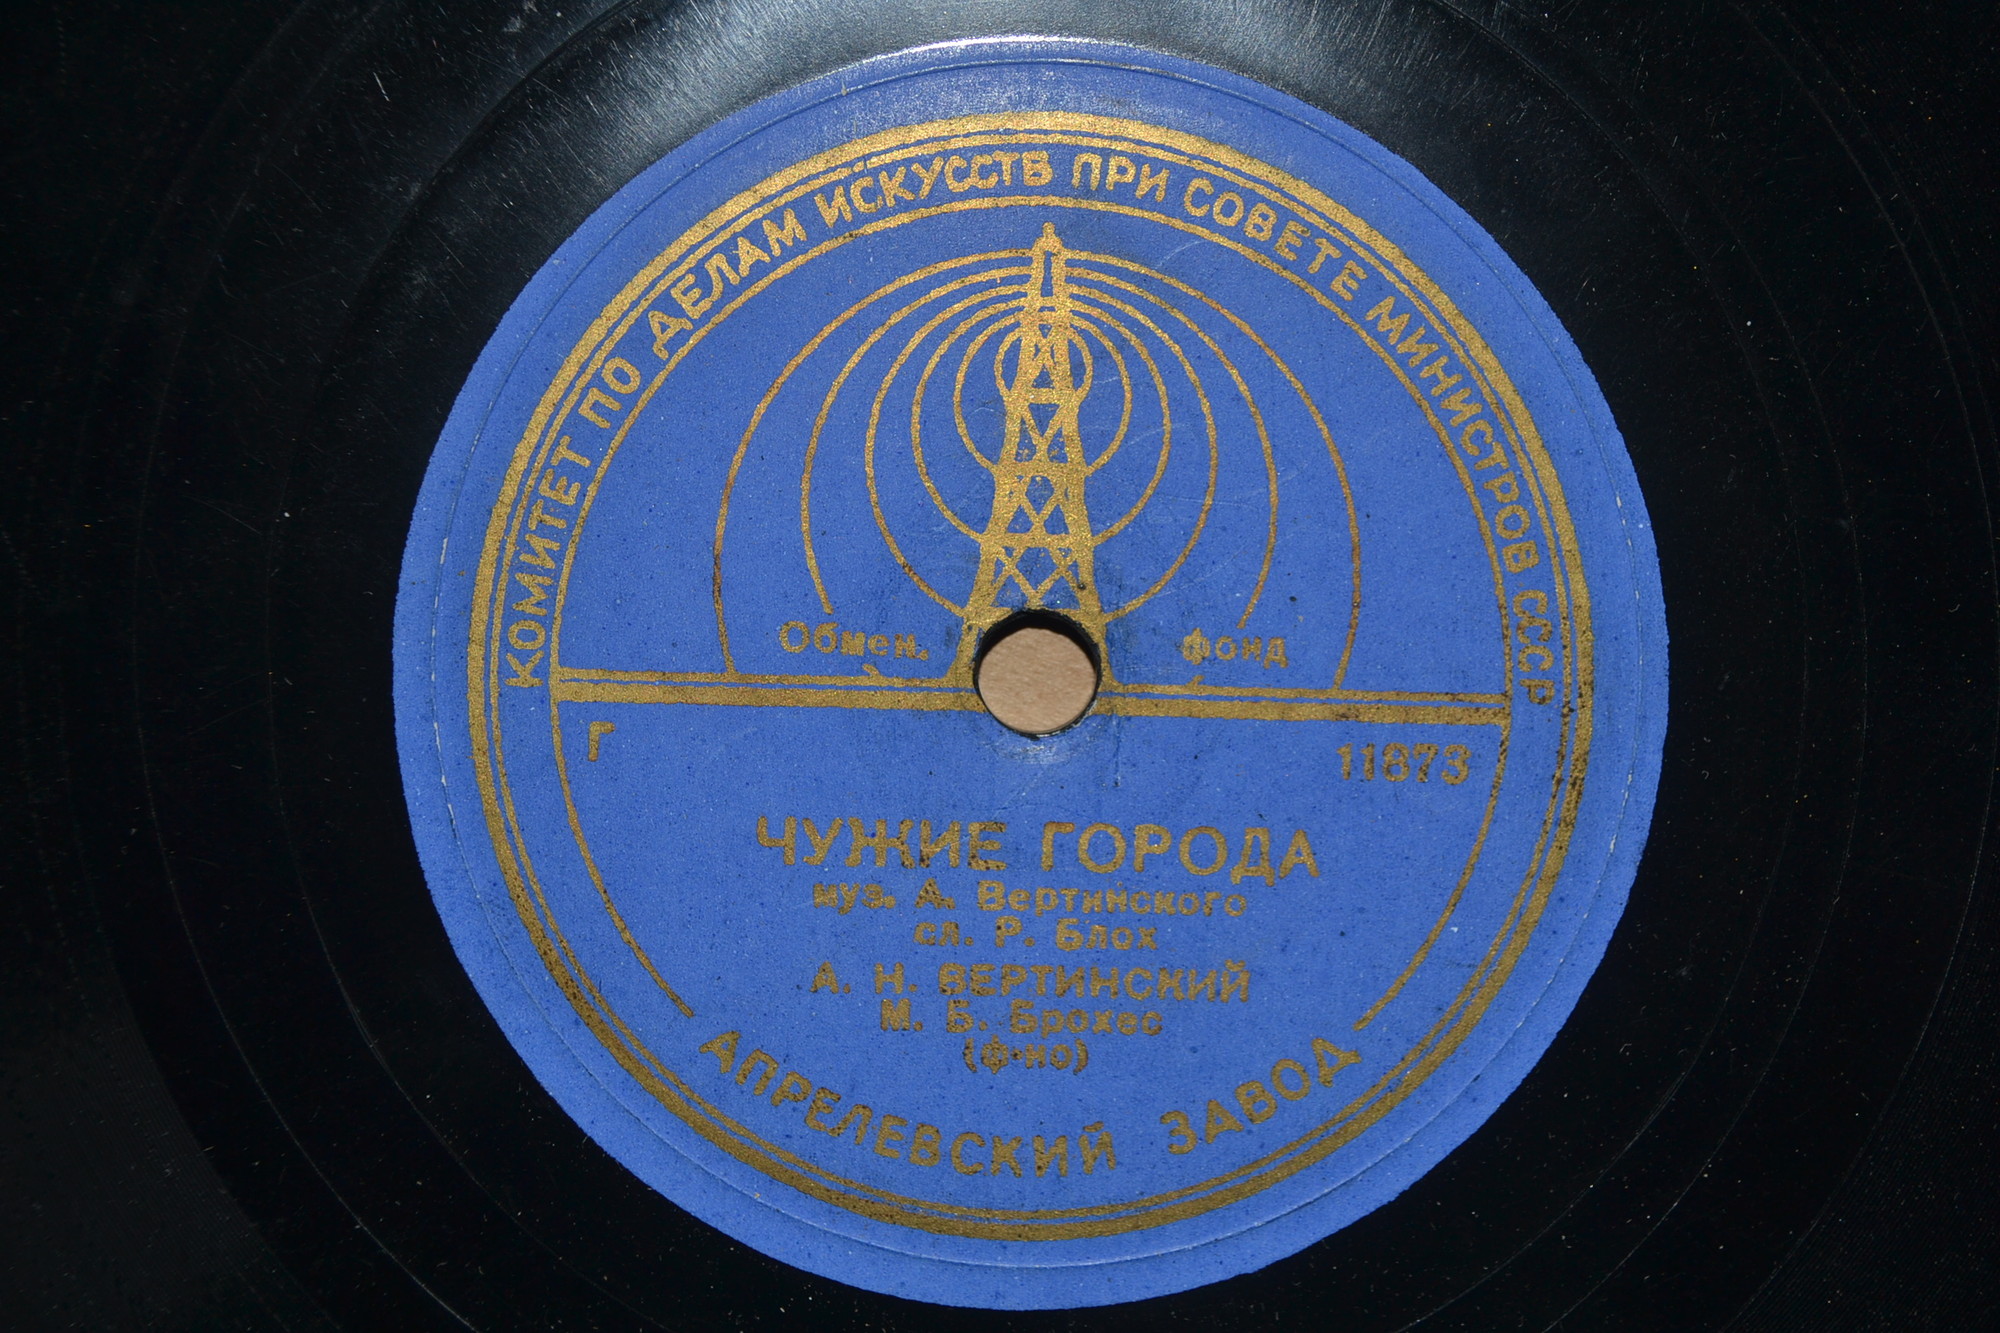 КОМИТЕТ ПО ДЕЛАМ ИСКУССТВ ПРИ СОВЕТЕ МИНИСТРОВ СССР
Обмен. фонд
Г 11873
ЧУЖИЕ ГОРОДА
муз. А. Вертинского
сл. Р. Блох
А. Н. ВЕРТИНСКИЙ
М. Б. Брохес
(ф-но)
АПРЕЛЕВСКИЙ ЗАВОД